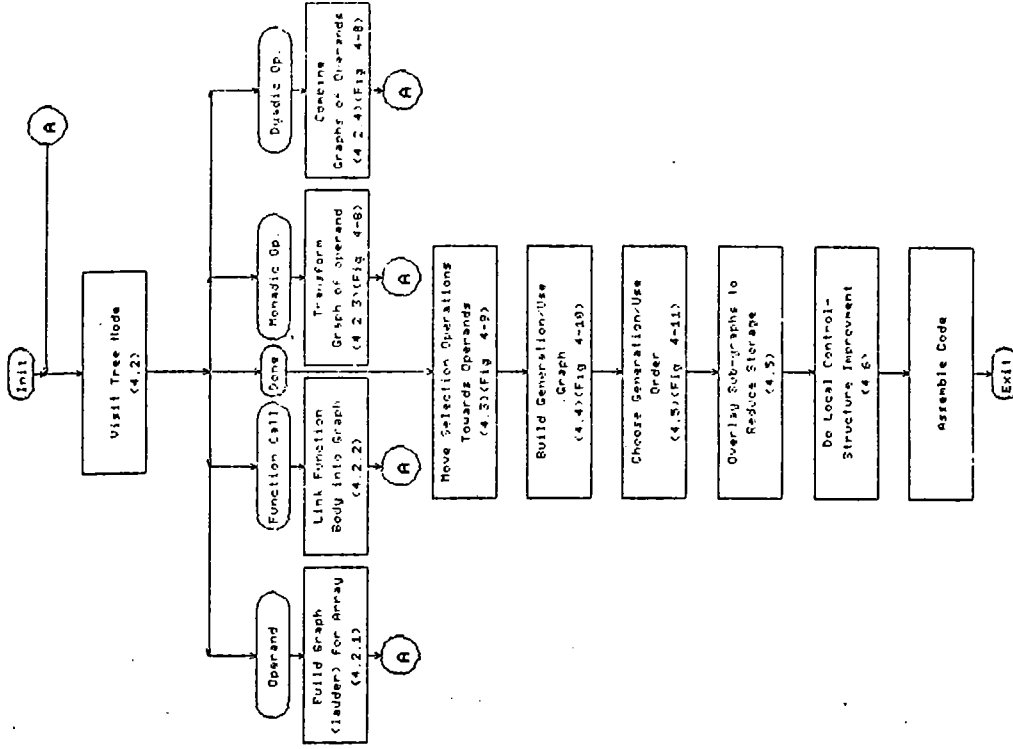 Init
A
Visit Tree Node
(4.2)
Operand
Function Call
Done
Monadic Op.
Dyadic Op.
Build Graph
(ladder) for Array
(4.2.1)
Link Function
Body into Graph
(4.2.2)
Transform
Graph of operand
(4.2.3)(Fig 4-8)
Combine
Graphs of Operands
(4.2.4)(Fig 4-8)
A
A
A
A
Move Selection Operations
Towards Operands
(4.3)(Fig 4-9)
Build Generation/Use
Graph
(4.4)(Fig 4-10)
Choose Generation/Use
Order
(4.5)(Fig 4-11)
Overlay Sub-graphs to
Reduce Storage
(4.5)
Do Local Control-
Structure Improvment
(4.6)
Assemble Code
Exit